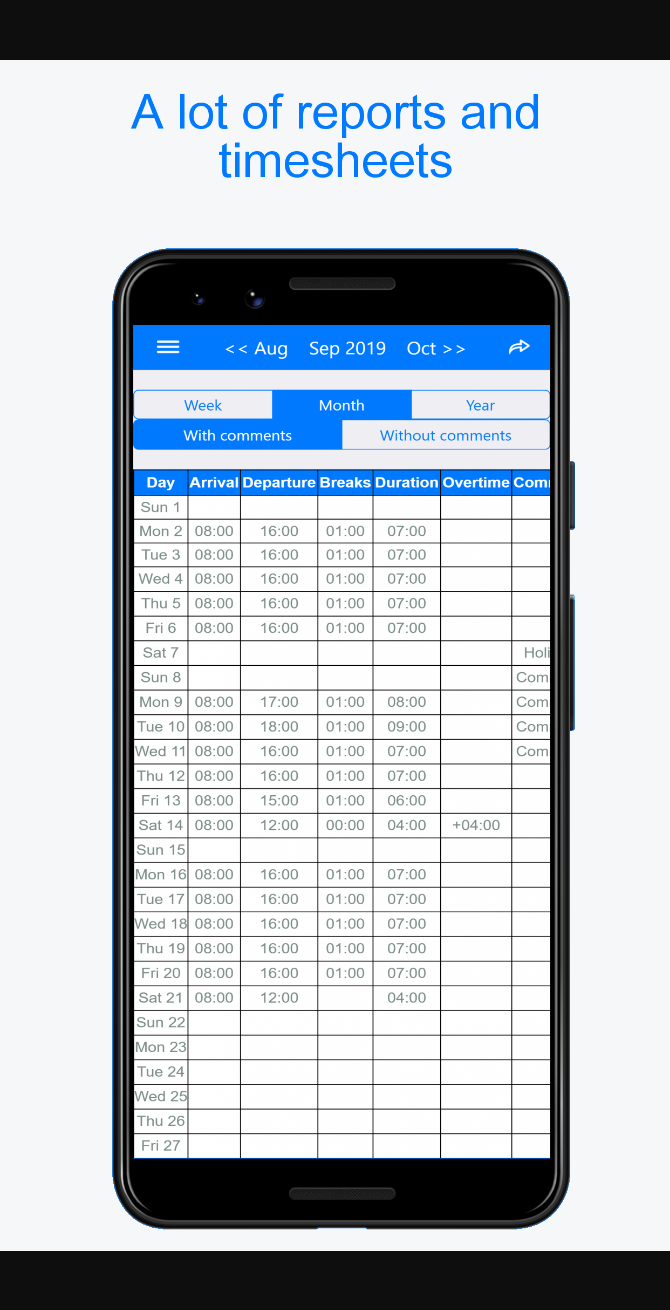 A lot of reports and
timesheets
<< Aug Sep 2019 Oct >>
Week Month Year
With comments Without comments
Day Arrival Departure Breaks Duration Overtime
Sun 1
Mon 2 08:00 16:00 01:00 07:00
Tue 3 08:00 16:00 01:00 07:00
Wed 4 08:00 16:00 01:00 07:00
Thu 5 08:00 16:00 01:00 07:00
Fri 6 08:00 16:00 01:00 07:00
Sat 7 Holi
Sun 8 Com
Mon 9 08:00 17:00 01:00 08:00 Com
Tue 10 08:00 18:00 01:00 09:00 Com
Wed 11 08:00 16:00 01:00 07:00 Com
Thu 12 08:00 16:00 01:00 07:00
Fri 13 08:00 15:00 01:00 06:00
Sat 14 08:00 12:00 00:00 04:00 +04:00
Sun 15
Mon 16 08:00 16:00 01:00 07:00
Tue 17 08:00 16:00 01:00 07:00
Wed 18 08:00 16:00 01:00 07:00
Thu 19 08:00 16:00 01:00 07:00
Fri 20 08:00 16:00 01:00 07:00
Sat 21 08:00 12:00 04:00
Sun 22
Mon 23
Tue 24
Wed 25
Thu 26
Fri 27